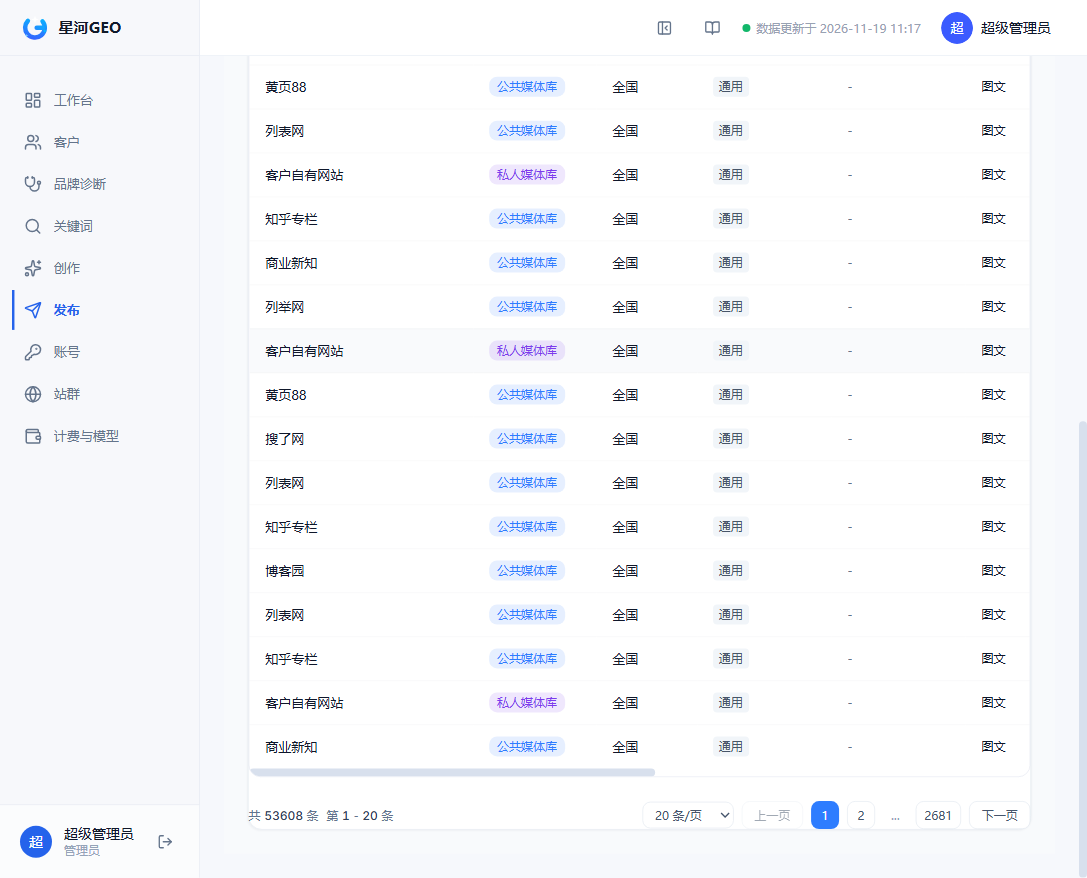 星河GEO
数据更新于 2026-11-19 11:17
超
超级管理员
工作台
客户
品牌诊断
关键词
创作
发布
账号
站群
计费与模型
超
超级管理员
管理员
黄页88 公共媒体库 全国 通用 - 图文
列表网 公共媒体库 全国 通用 - 图文
客户自有网站 私人媒体库 全国 通用 - 图文
知乎专栏 公共媒体库 全国 通用 - 图文
商业新知 公共媒体库 全国 通用 - 图文
列举网 公共媒体库 全国 通用 - 图文
客户自有网站 私人媒体库 全国 通用 - 图文
黄页88 公共媒体库 全国 通用 - 图文
搜了网 公共媒体库 全国 通用 - 图文
列表网 公共媒体库 全国 通用 - 图文
知乎专栏 公共媒体库 全国 通用 - 图文
博客园 公共媒体库 全国 通用 - 图文
列表网 公共媒体库 全国 通用 - 图文
知乎专栏 公共媒体库 全国 通用 - 图文
客户自有网站 私人媒体库 全国 通用 - 图文
商业新知 公共媒体库 全国 通用 - 图文
共 53608 条 第 1 - 20 条 20 条/页 上一页 1 2 ... 2681 下一页